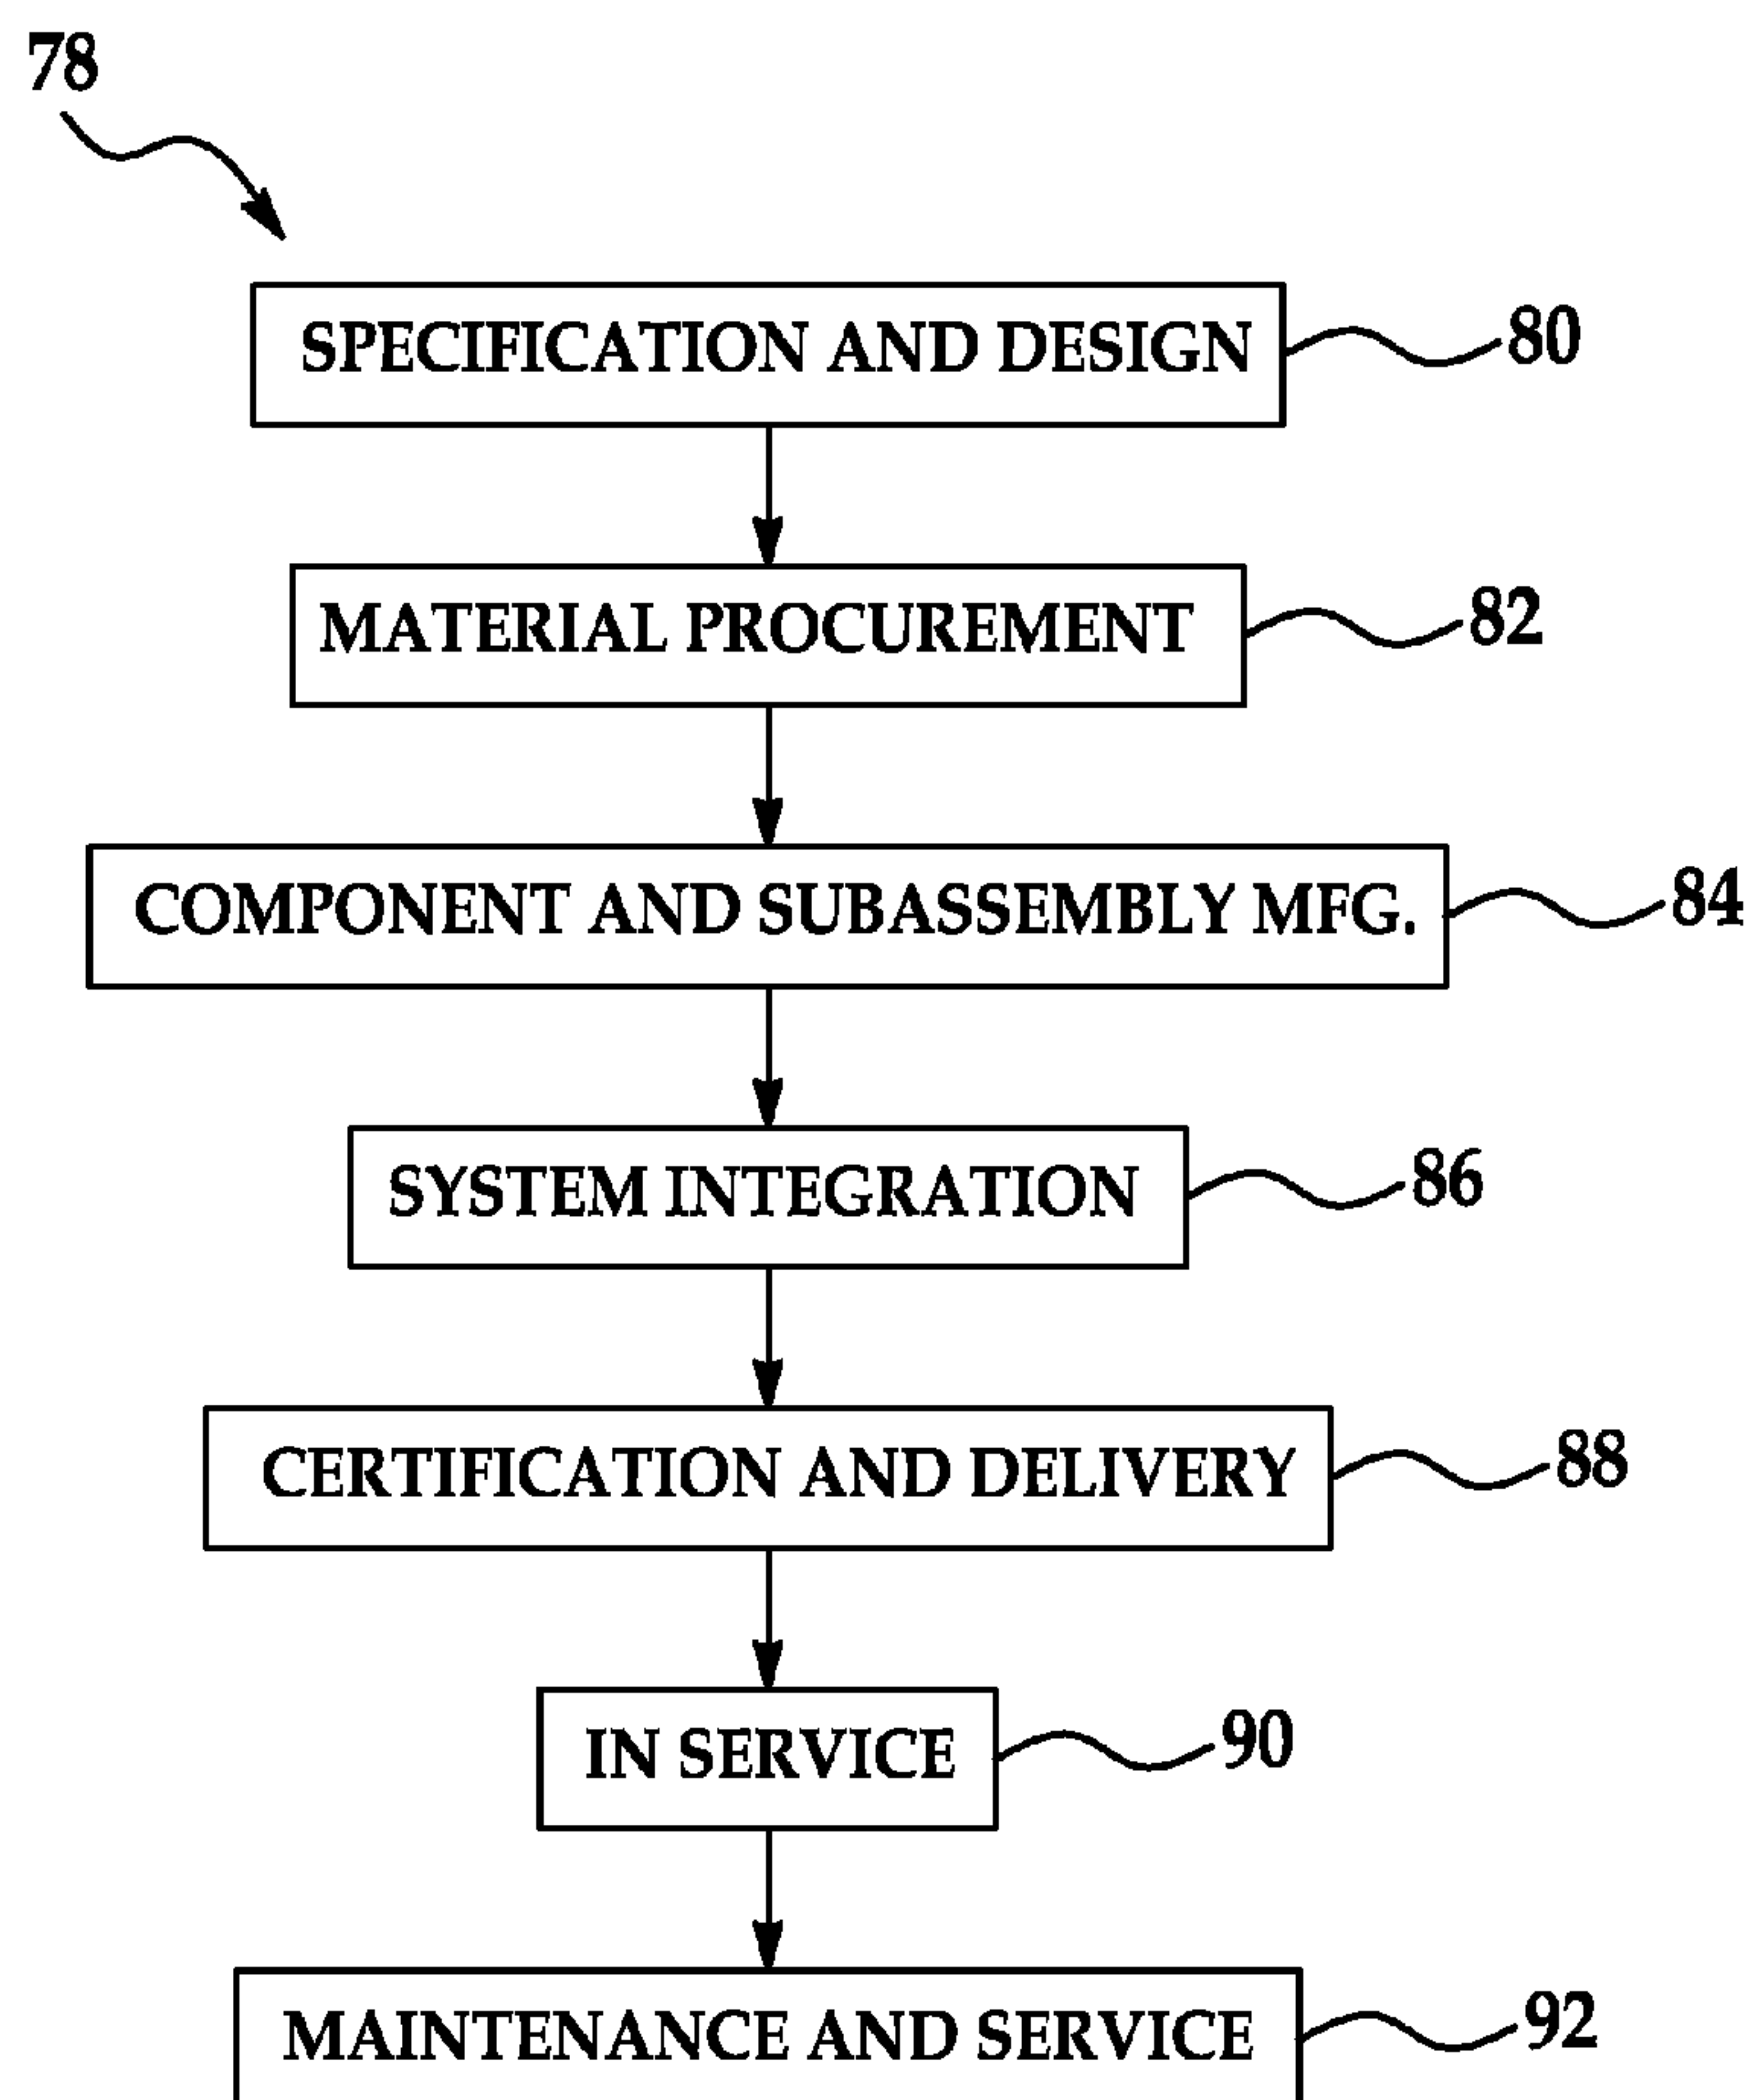 78
SPECIFICATION AND DESIGN 80
MATERIAL PROCUREMENT 82
COMPONENT AND SUBASSEMBLY MFG. 84
SYSTEM INTEGRATION 86
CERTIFICATION AND DELIVERY 88
IN SERVICE 90
MAINTENANCE AND SERVICE 92